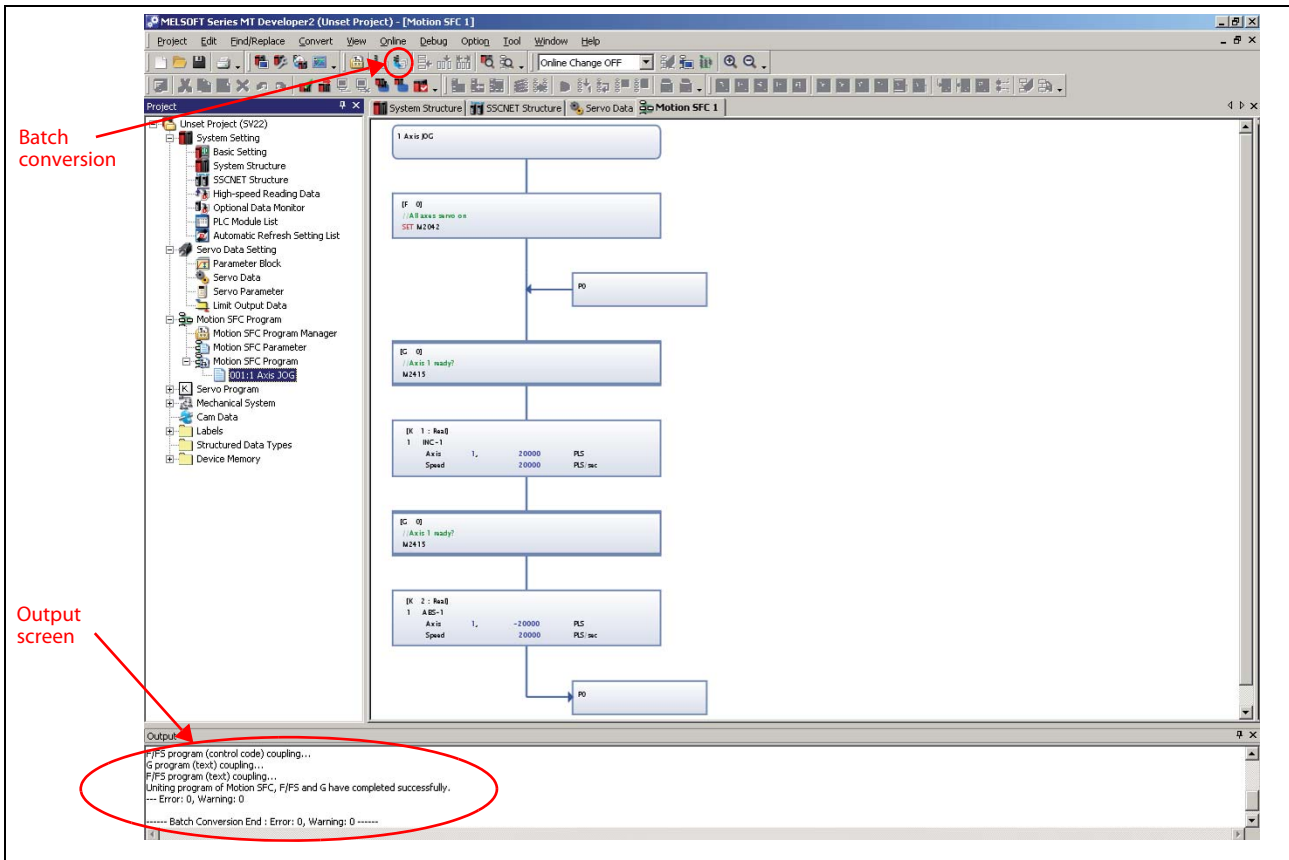 MELSOFT Series MT Developer2 (Unset Project) - [Motion SFC 1]
Project Edit Find/Replace Convert View Online Debug Option Tool Window Help
Online Change OFF
Project
System Structure SSCNET Structure Servo Data Motion SFC 1
Batch
conversion
Unset Project (SV22)
System Setting
Basic Setting
System Structure
SSCNET Structure
High-speed Reading Data
Optional Data Monitor
PLC Module List
Automatic Refresh Setting List
Servo Data Setting
Parameter Block
Servo Data
Servo Parameter
Limit Output Data
Motion SFC Program
Motion SFC Program Manager
Motion SFC Parameter
Motion SFC Program
001:1 Axis JOG
Servo Program
Mechanical System
Cam Data
Labels
Structured Data Types
Device Memory
1 Axis JOG
[F 0]
//All axes servo on
SET M2042
P0
[G 0]
//Axis 1 ready?
M2415
[K 1 : Real]
1 INC-1
Axis 1, 20000 PLS
Speed 20000 PLS/sec
[G 0]
//Axis 1 ready?
M2415
[K 2 : Real]
1 ABS-1
Axis 1, -20000 PLS
Speed 20000 PLS/sec
P0
Output
screen
Output
F/FS program (control code) coupling...
G program (text) coupling...
F/FS program (text) coupling...
Uniting program of Motion SFC, F/FS and G have completed successfully.
--- Error: 0, Warning: 0
------ Batch Conversion End : Error: 0, Warning: 0 ------